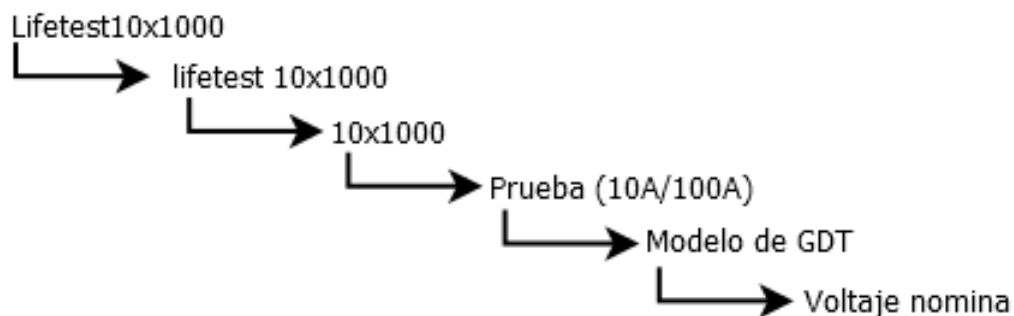 Lifetest10x1000
lifetest 10x1000
10x1000
Prueba (10A/100A)
Modelo de GDT
Voltaje nomina